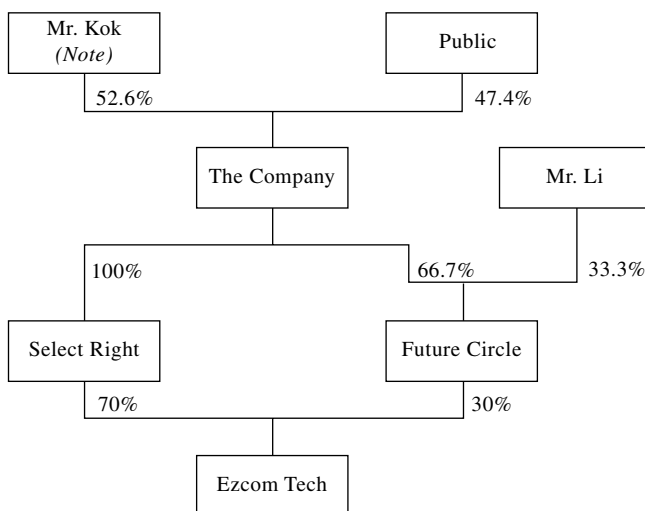 Mr. Kok
(Note)
Public
52.6%
47.4%
The Company
Mr. Li
100%
66.7%
33.3%
Select Right
Future Circle
70%
30%
Ezcom Tech